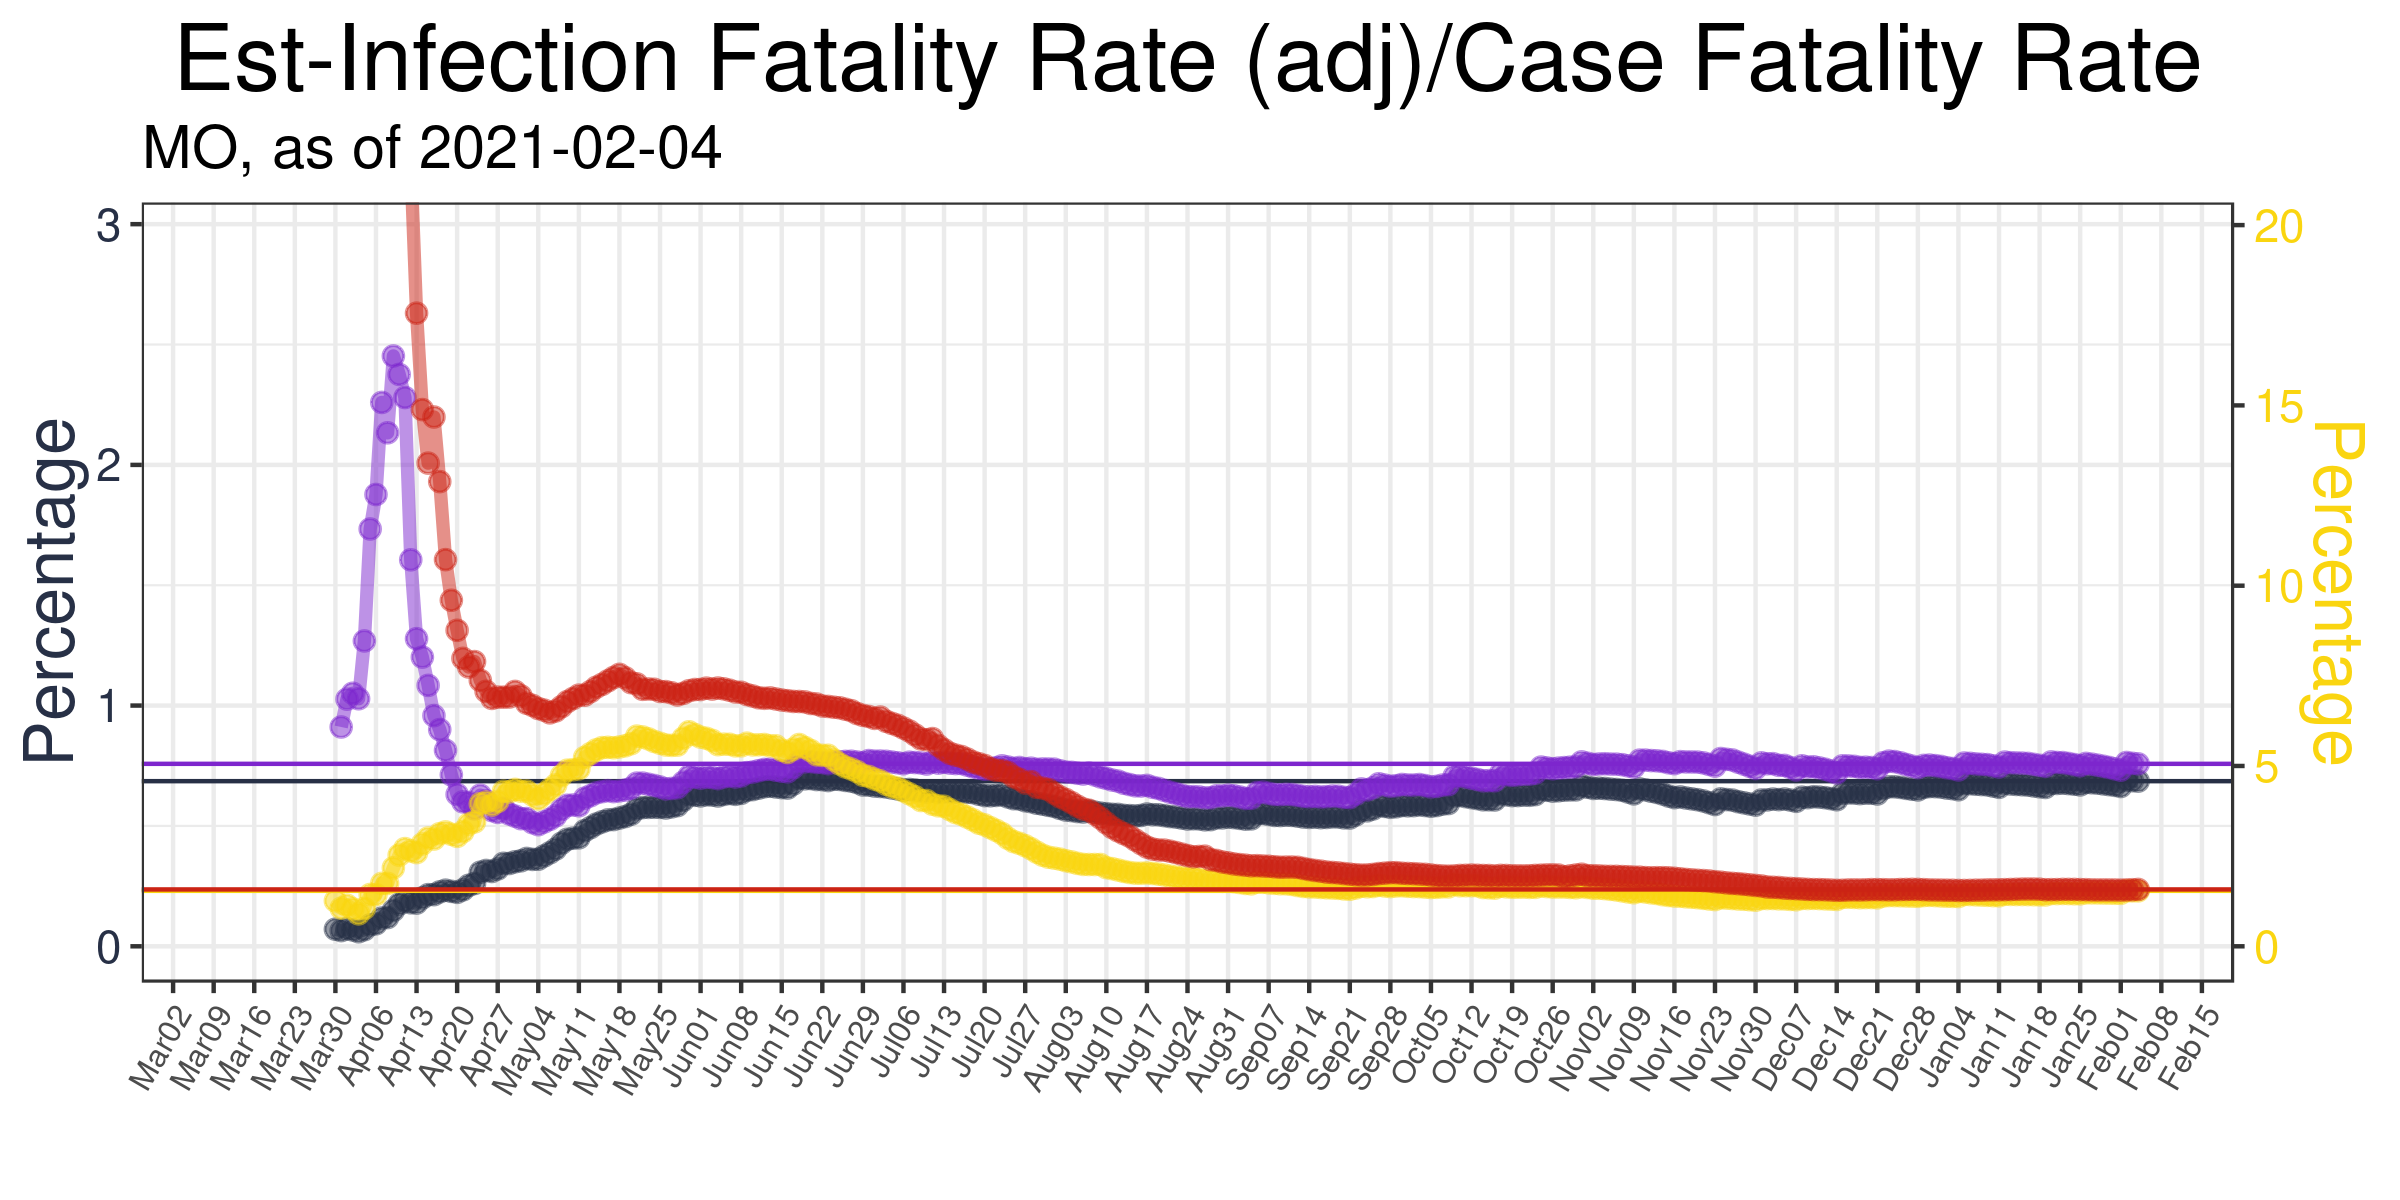 Est-Infection Fatality Rate (adj)/Case Fatality Rate
MO, as of 2021-02-04
Percentage
3
2
1
0
20
15
10
5
0
Percentage
Mar02
Mar09
Mar16
Mar23
Mar30
Apr06
Apr13
Apr20
Apr27
May04
May11
May18
May25
Jun01
Jun08
Jun15
Jun22
Jun29
Jul06
Jul13
Jul20
Jul27
Aug03
Aug10
Aug17
Aug24
Aug31
Sep07
Sep14
Sep21
Sep28
Oct05
Oct12
Oct19
Oct26
Nov02
Nov09
Nov16
Nov23
Nov30
Dec07
Dec14
Dec21
Dec28
Jan04
Jan11
Jan18
Jan25
Feb01
Feb08
Feb15